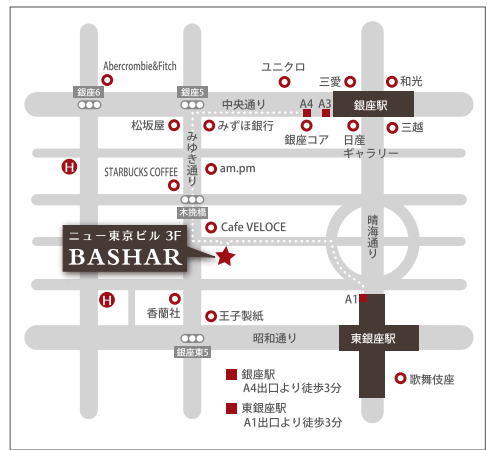 Abercrombie&Fitch
ユニクロ
三愛
和光
銀座6
銀座5
中央通り
A4
A3
銀座駅
松坂屋
みずほ銀行
銀座コア
日産
ギャラリー
三越
みゆき通り
H
STARBUCKS COFFEE
am.pm
木挽橋
Cafe VELOCE
晴海通り
ニュー東京ビル 3F
BASHAR
H
A1
香蘭社
王子製紙
昭和通り
東銀座駅
銀座東5
銀座駅
A4出口より徒歩3分
歌舞伎座
東銀座駅
A1出口より徒歩3分